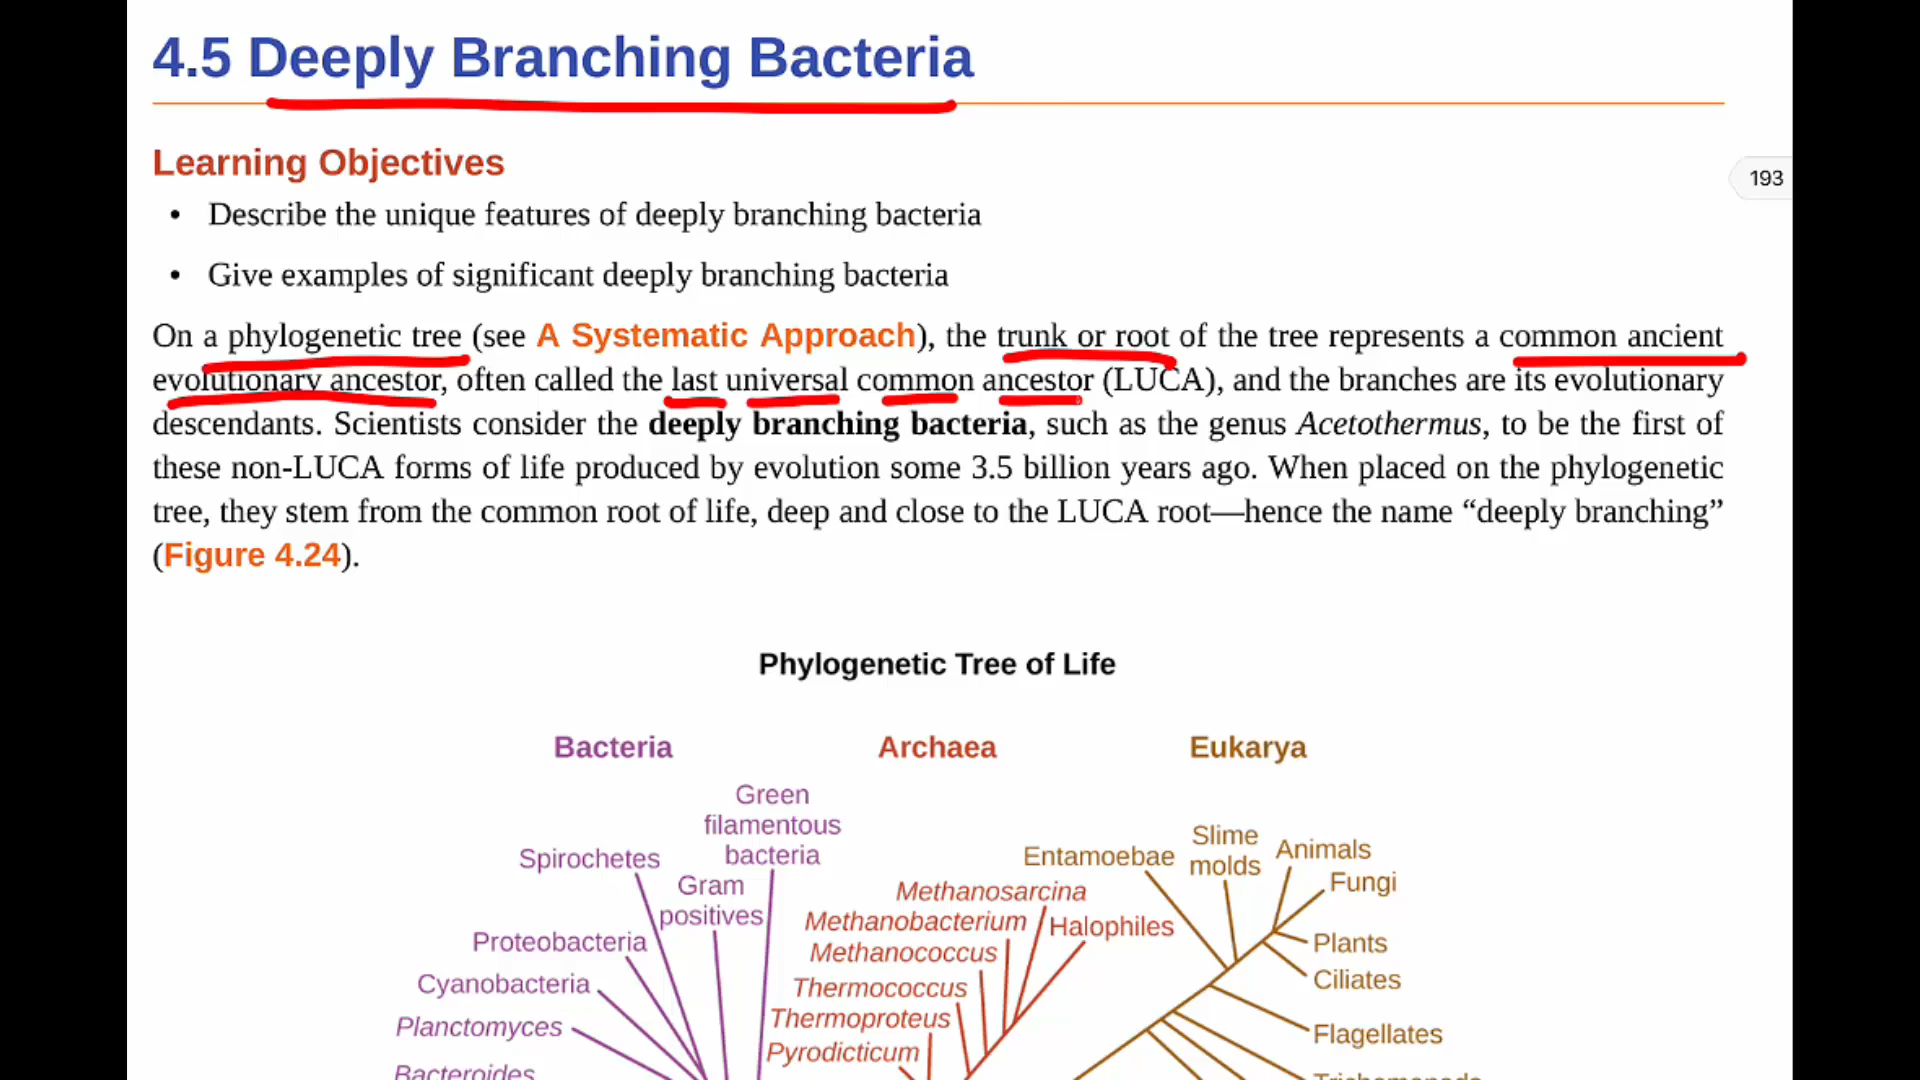 4.5 Deeply Branching Bacteria
Learning Objectives
193
• Describe the unique features of deeply branching bacteria
• Give examples of significant deeply branching bacteria
On a phylogenetic tree (see A Systematic Approach), the trunk or root of the tree represents a common ancient
evolutionary ancestor, often called the last universal common ancestor (LUCA), and the branches are its evolutionary
descendants. Scientists consider the deeply branching bacteria, such as the genus Acetothermus, to be the first of
these non-LUCA forms of life produced by evolution some 3.5 billion years ago. When placed on the phylogenetic
tree, they stem from the common root of life, deep and close to the LUCA root—hence the name “deeply branching”
(Figure 4.24).
Phylogenetic Tree of Life
Bacteria
Archaea
Eukarya
Green
filamentous
bacteria
Spirochetes
Gram
positives
Proteobacteria
Cyanobacteria
Planctomyces
Bacteroides
Methanosarcina
Methanobacterium
Halophiles
Methanococcus
Thermococcus
Thermoproteus
Pyrodicticum
Entamoebae
Slime
molds
Animals
Fungi
Plants
Ciliates
Flagellates